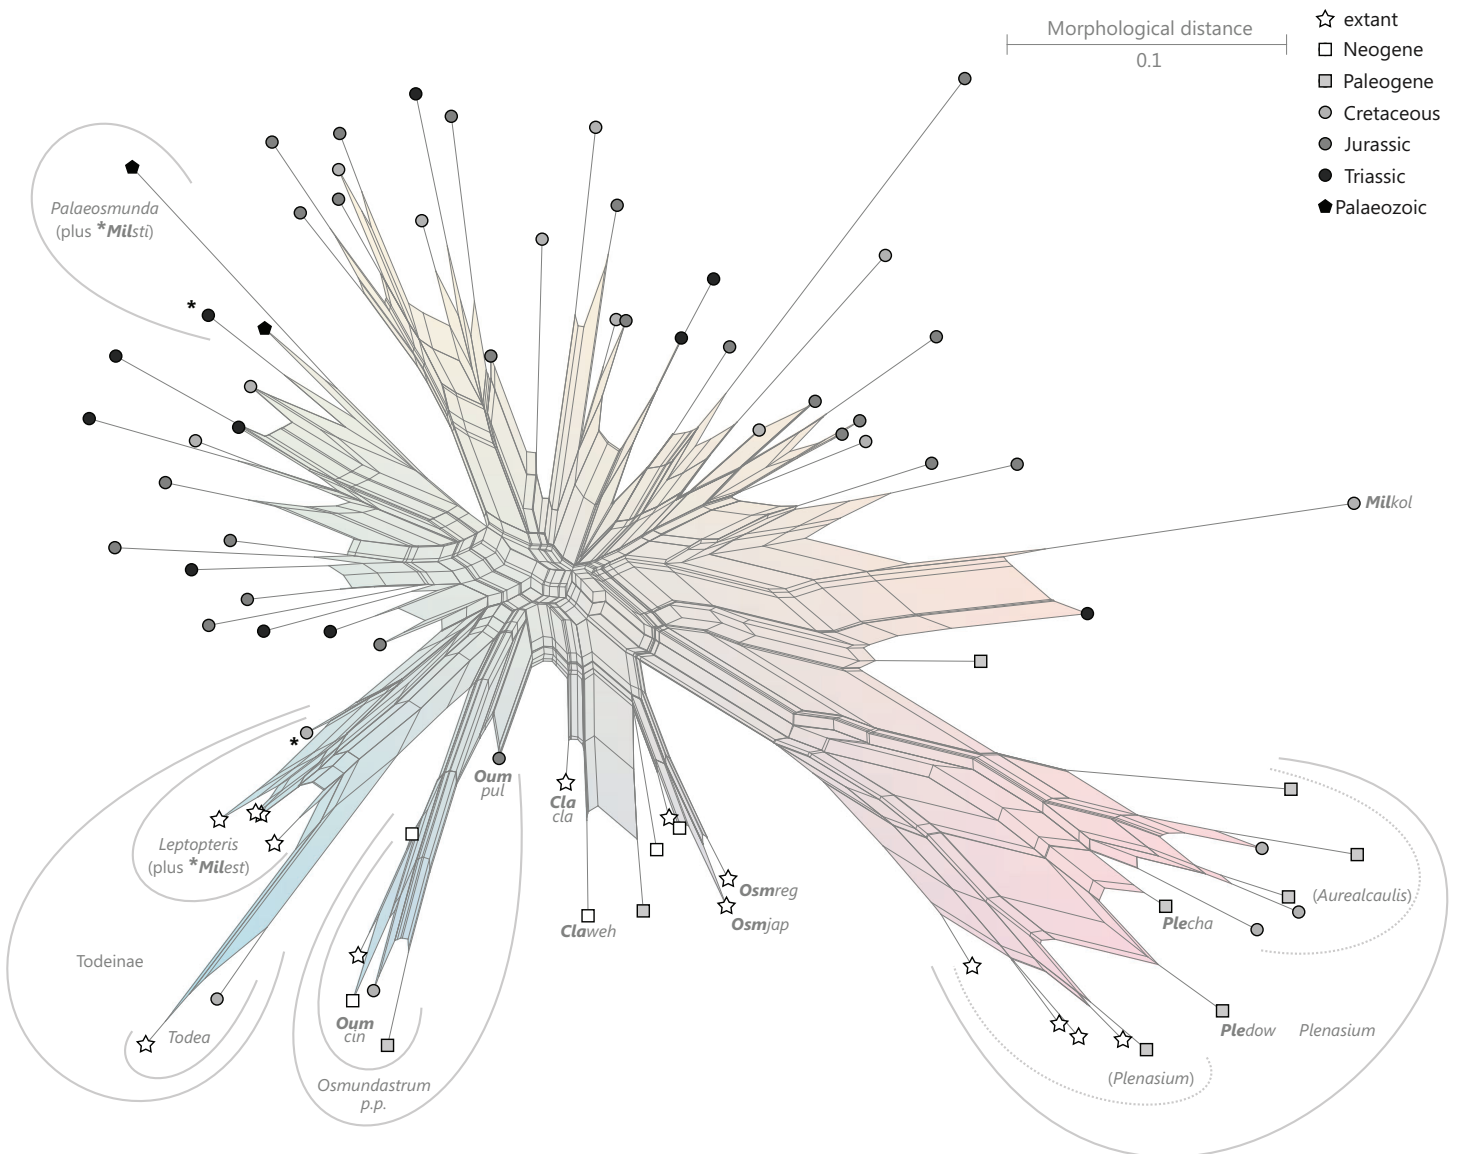 Morphological distance
0.1
extant
Neogene
Paleogene
Cretaceous
Jurassic
Triassic
Palaeozoic
Palaeosmunda
(plus *Milsti)
*
Milkol
*
Leptopteris
(plus *Milest)
Todeinae
Todea
Oum
pul
Oum
cin
Osmundastrum
p.p.
Cla
cla
Claweh
Osmreg
Osmjap
(Aurealcaulis)
Plecha
Pledow
Plenasium
(Plenasium)